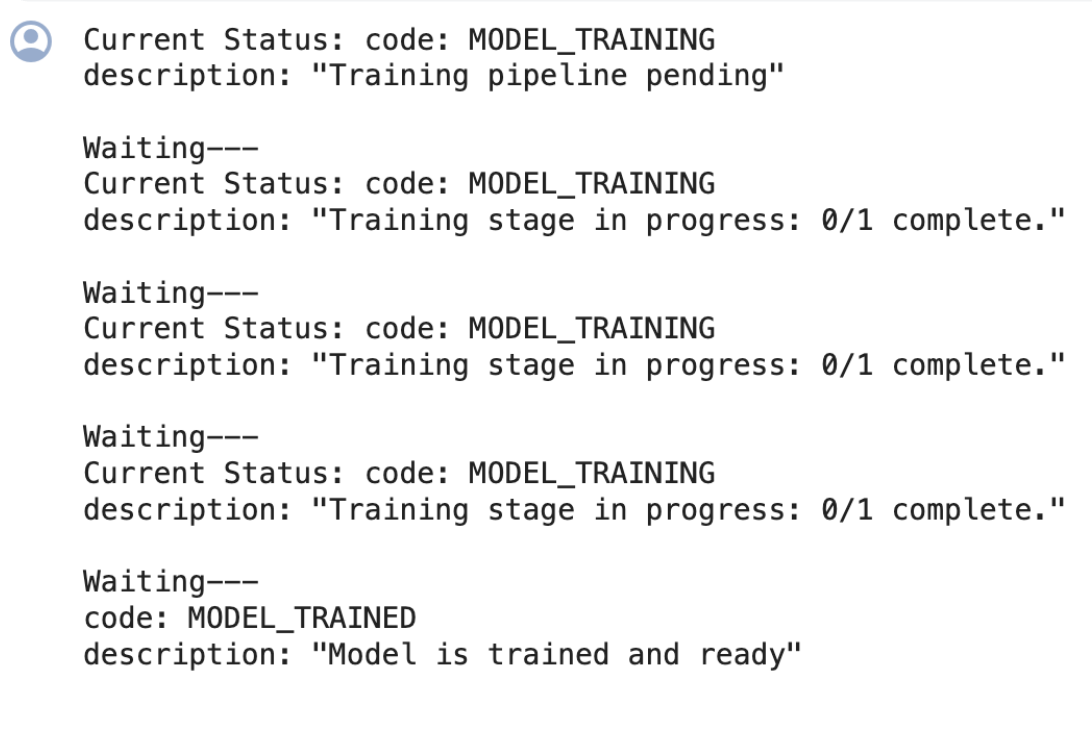 Current Status: code: MODEL_TRAINING
description: "Training pipeline pending"
Waiting---
Current Status: code: MODEL_TRAINING
description: "Training stage in progress: 0/1 complete."
Waiting---
Current Status: code: MODEL_TRAINING
description: "Training stage in progress: 0/1 complete."
Waiting---
Current Status: code: MODEL_TRAINING
description: "Training stage in progress: 0/1 complete."
Waiting---
code: MODEL_TRAINED
description: "Model is trained and ready"